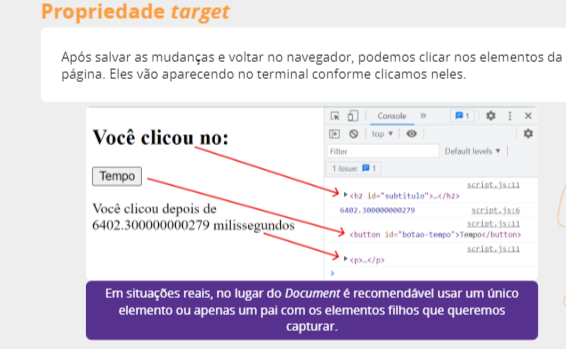 Propriedade target
Após salvar as mudanças e voltar no navegador, podemos clicar nos elementos da
página. Eles vão aparecendo no terminal conforme clicamos neles.
Você clicou no:
Tempo
Você clicou depois de
6402.300000000279 milissegundos
Console »
1
top ▼
Filter
Default levels ▼
1 Issue: 1
script.js:11
▶<h2 id="subtitulo">…</h2>
6402.300000000279 script.js:6
script.js:11
<button id="botao-tempo">Tempo</button>
script.js:11
▶<p>…</p>
>
Em situações reais, no lugar do Document é recomendável usar um único
elemento ou apenas um pai com os elementos filhos que queremos
capturar.